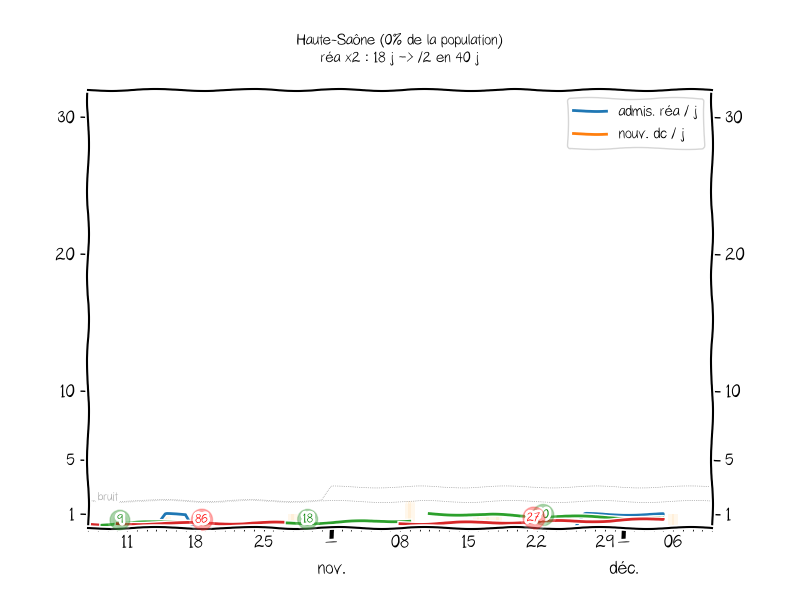 Haute-Saône (0% de la population)
réa x2 : 18 j -> /2 en 40 j
admis. réa / j
nouv. dc / j
30 30
20 20
10 10
5 5
bruit
1 1
9 86 18 27
11 18 25 08 15 22 29 06
nov. déc.